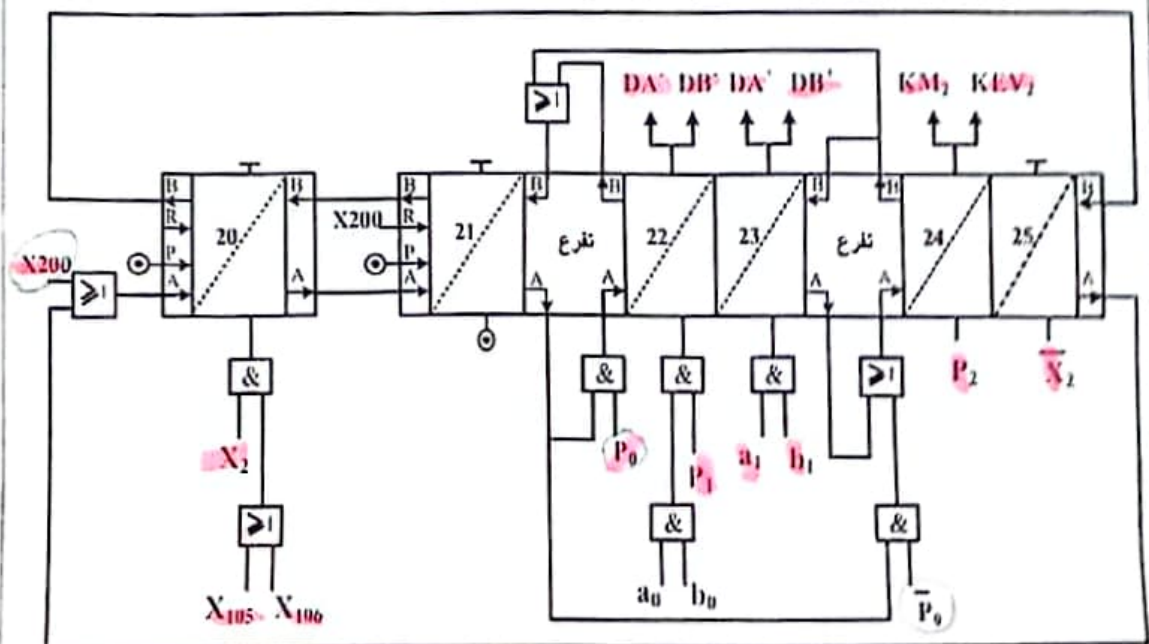 DA' DB' DA' DB' KM2 KEV2
≥1
B B B B B B B B
R X200 R
20 21 تفرع 22 23 تفرع 24 25
X200 P P
≥1 A A A A A A A A
& & & & ≥1 P2 X̅2
X2 P0 P1 a1 b1
≥1 & &
a0 b0 P̅0
X105 X106